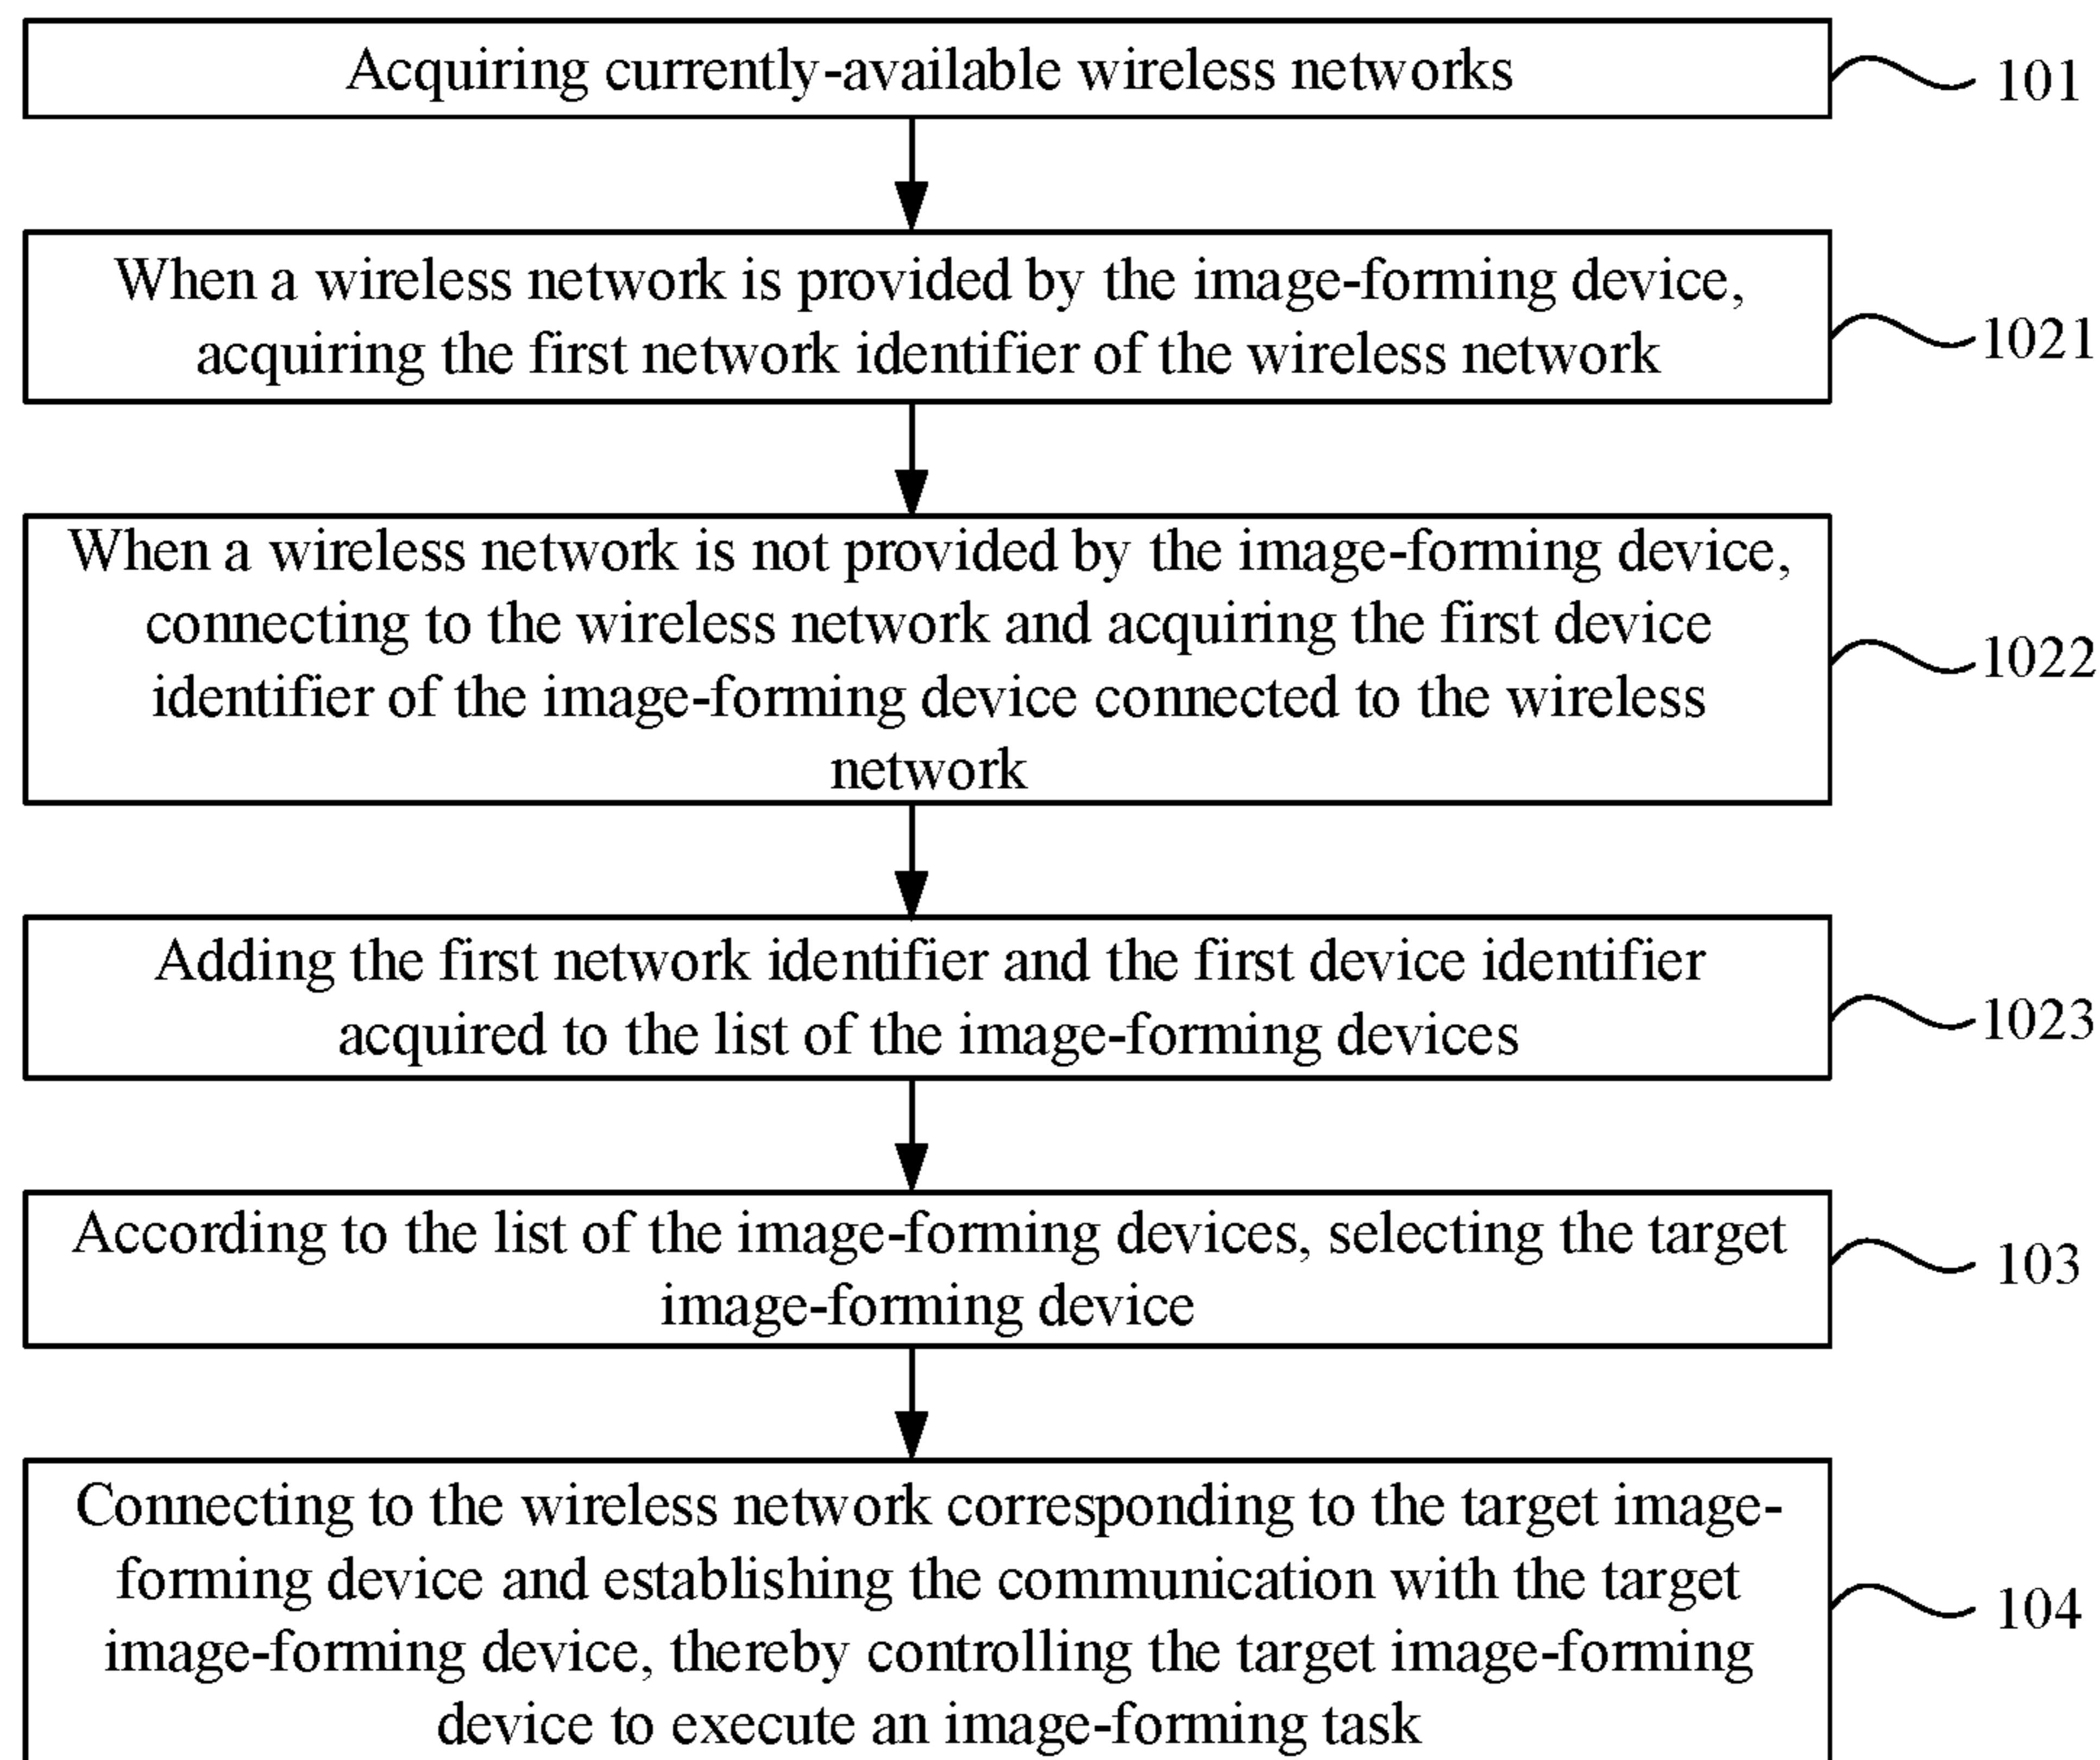 Acquiring currently-available wireless networks
101
When a wireless network is provided by the image-forming device,
acquiring the first network identifier of the wireless network
1021
When a wireless network is not provided by the image-forming device,
connecting to the wireless network and acquiring the first device
identifier of the image-forming device connected to the wireless
network
1022
Adding the first network identifier and the first device identifier
acquired to the list of the image-forming devices
1023
According to the list of the image-forming devices, selecting the target
image-forming device
103
Connecting to the wireless network corresponding to the target image-
forming device and establishing the communication with the target
image-forming device, thereby controlling the target image-forming
device to execute an image-forming task
104